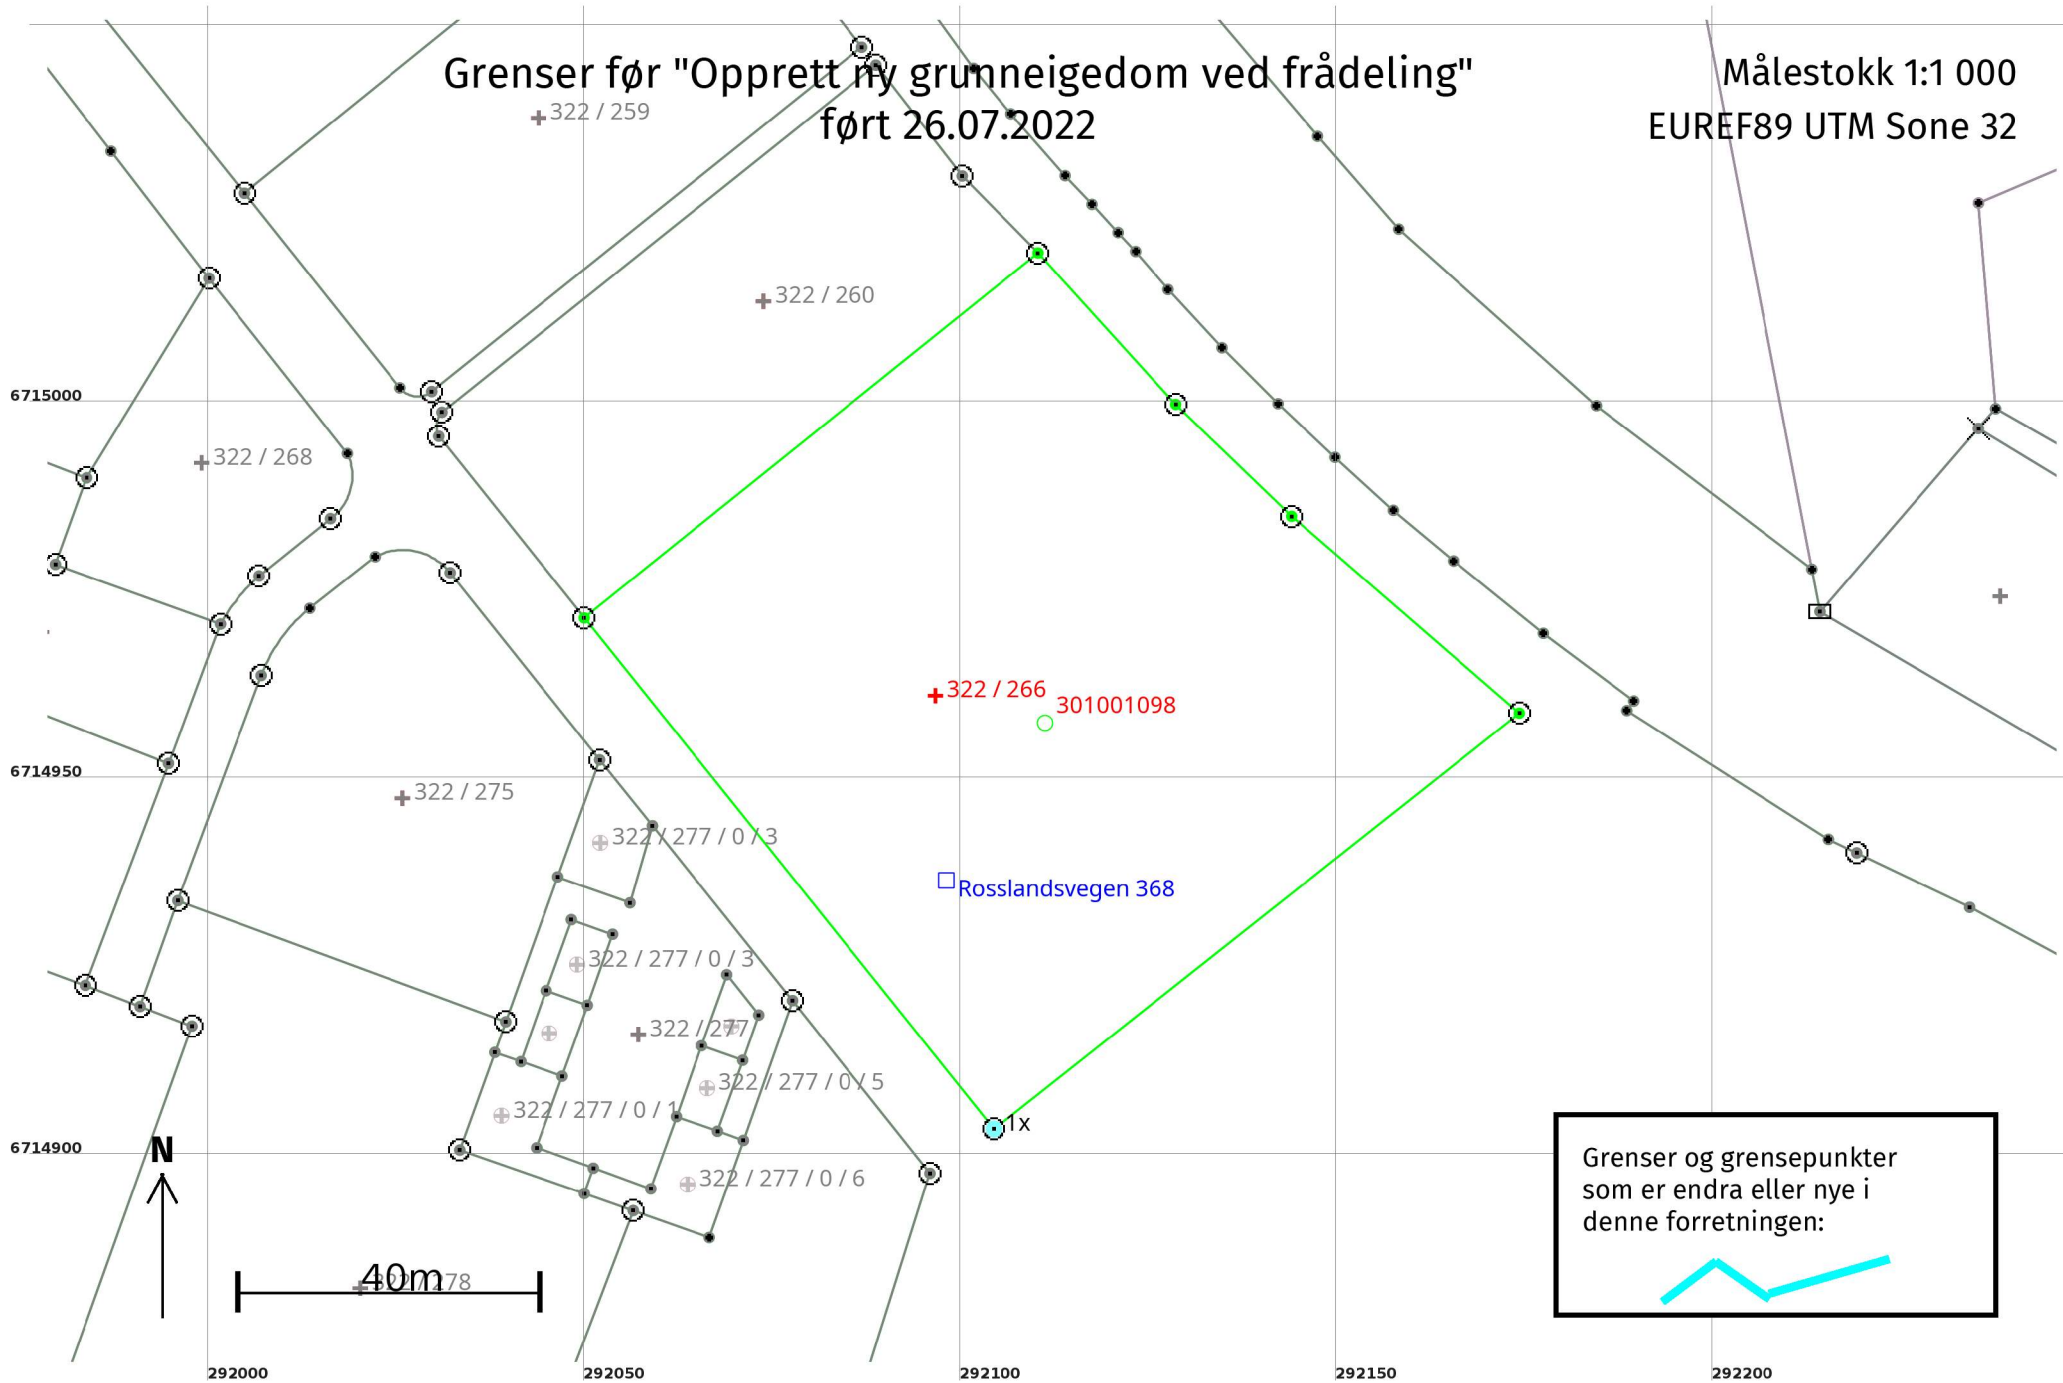 Grenser før "Opprett ny grunneigedom ved frådeling"
ført 26.07.2022
Målestokk 1:1 000
EUREF89 UTM Sone 32
322 / 259
322 / 260
6715000
322 / 268
322 / 266
301001098
6714950
322 / 275
322 / 277 / 0 / 3
Rosslandsvegen 368
322 / 277 / 0 / 3
322 / 277
322 / 277 / 0 / 5
322 / 277 / 0 / 1
1x
6714900
N
322 / 277 / 0 / 6
Grenser og grensepunkter
som er endra eller nye i
denne forretningen:
40m
322 / 278
292000
292050
292100
292150
292200